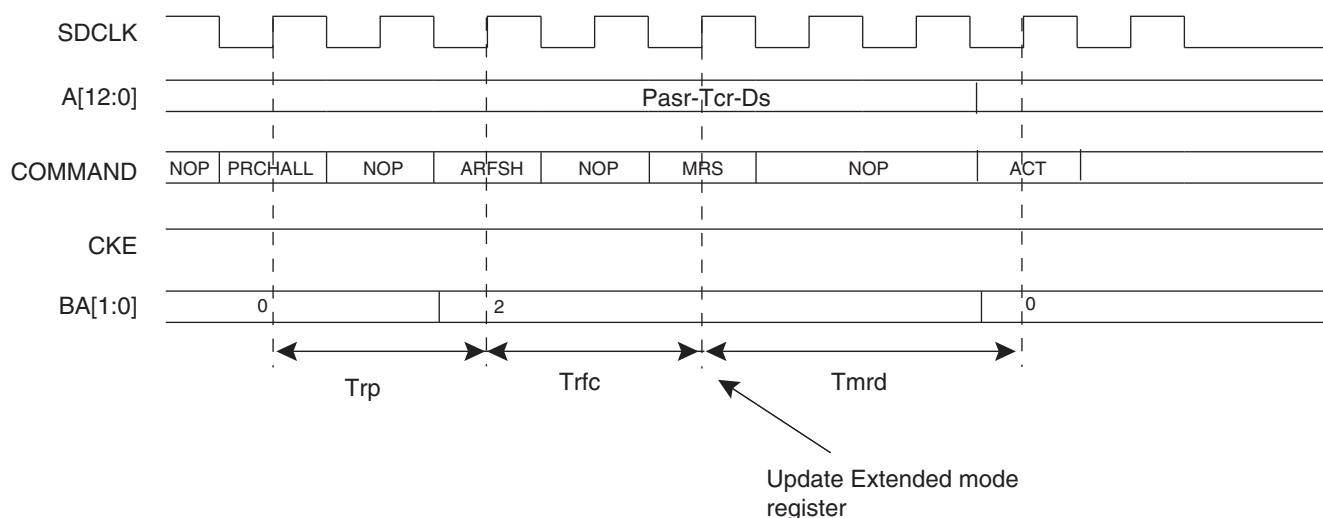 SDCLK
A[12:0]
Pasr-Tcr-Ds
COMMAND
NOP PRCHALL NOP ARFSH NOP MRS NOP ACT
CKE
BA[1:0]
0 2 0
Trp Trfc Tmrd
Update Extended mode
register